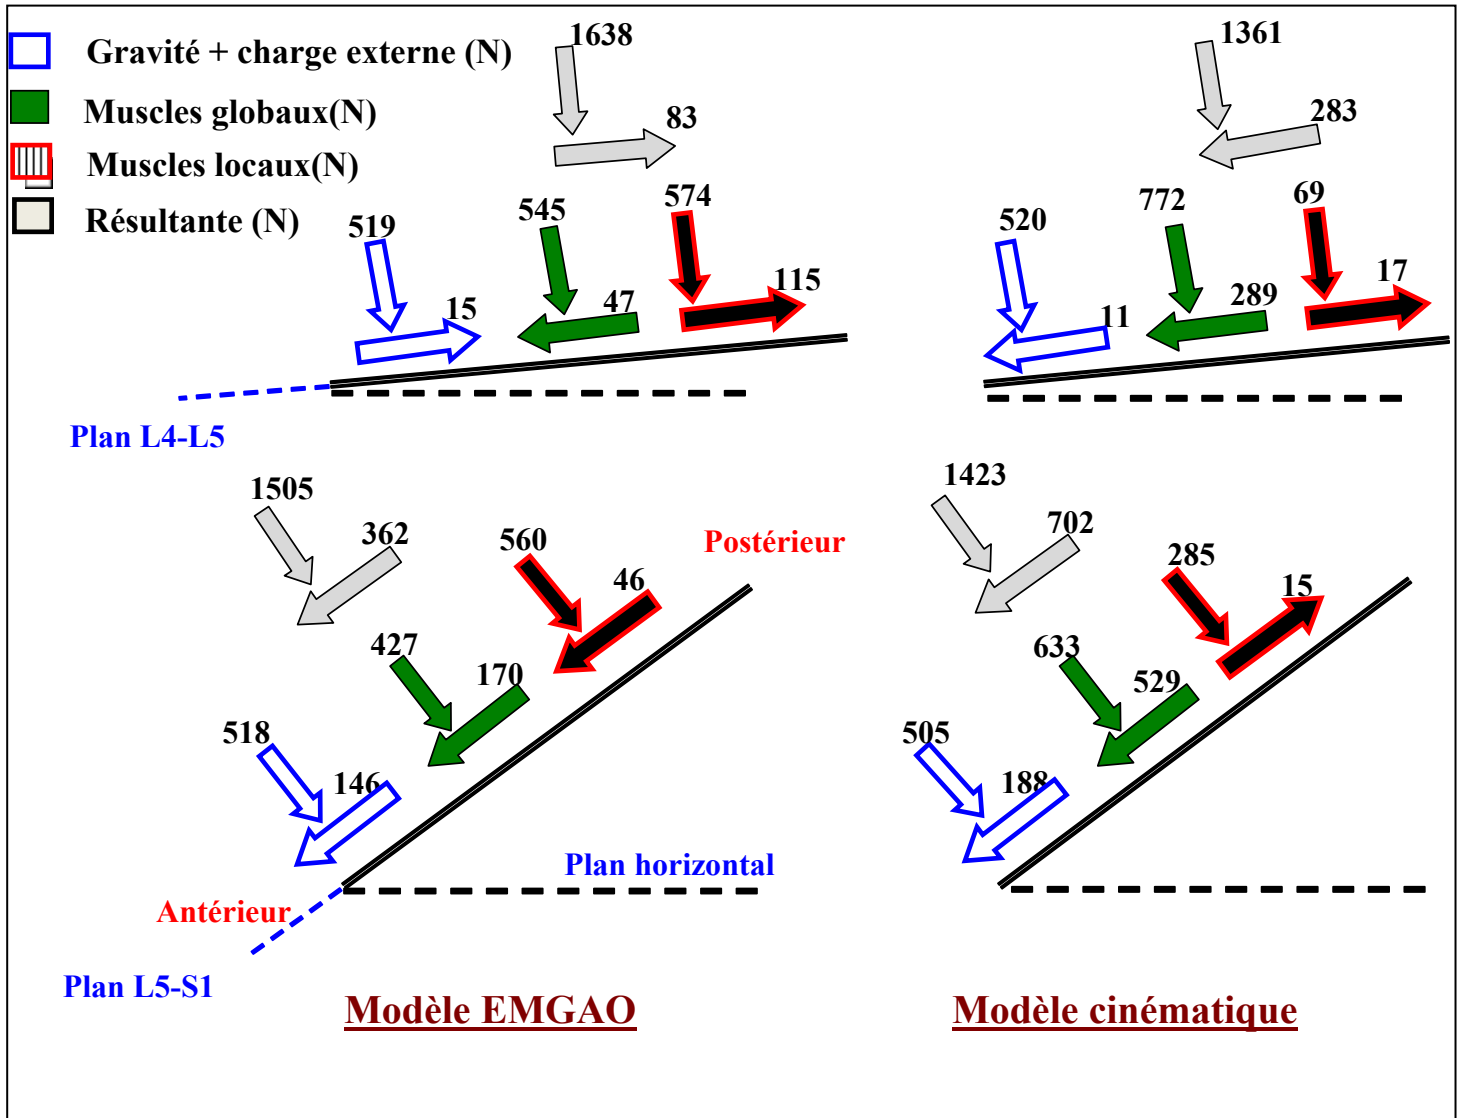 Gravité + charge externe (N)
Muscles globaux(N)
Muscles locaux(N)
Résultante (N)
1638
83
519
15
545
47
574
115
1361
283
520
11
772
289
69
17
Plan L4-L5
1505
362
560
46
Postérieur
427
170
518
146
Plan horizontal
Antérieur
Plan L5-S1
1423
702
285
15
633
529
505
188
Modèle EMGAO
Modèle cinématique